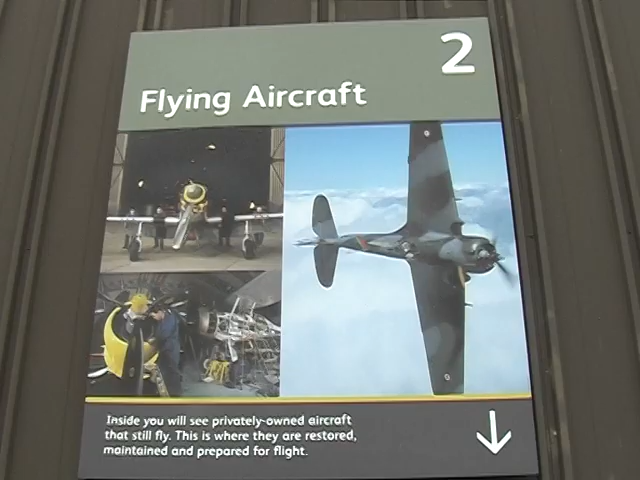 2
Flying Aircraft
Inside you will see privately-owned aircraft
that still fly. This is where they are restored,
maintained and prepared for flight.